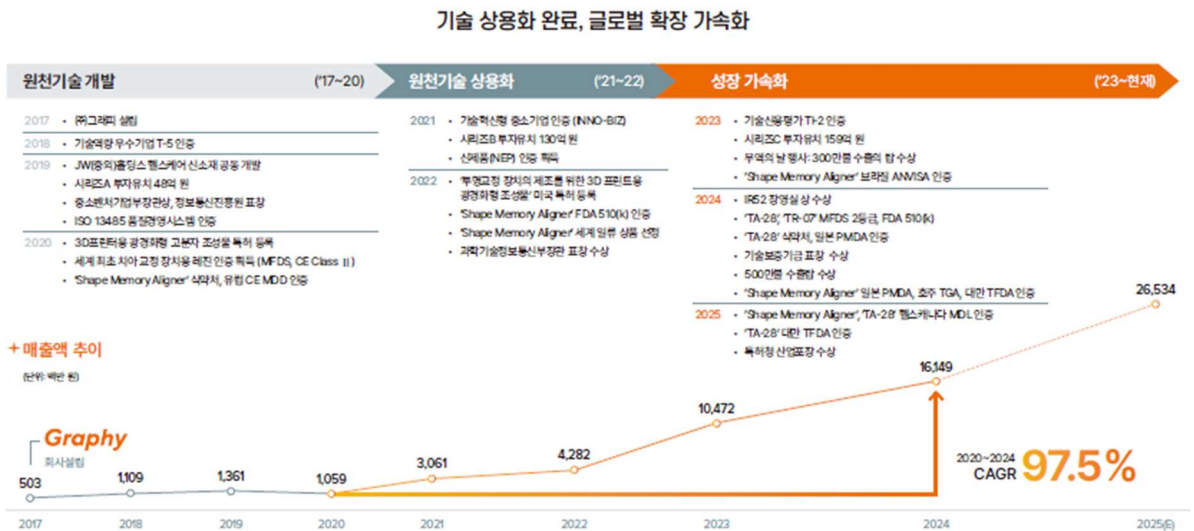 기술 상용화 완료, 글로벌 확장 가속화
원천기술 개발 ('17~20)
2017 • ㈜그래피 설립
2018 • 기술역량 우수기업 T-5 인증
2019 • JW(중외)홀딩스 헬스케어 신소재 공동 개발
• 시리즈A 투자유치 48억 원
• 중소벤처기업부장관상, 정보통신진흥원 표창
• ISO 13485 품질경영시스템 인증
2020 • 3D프린터용 광경화형 고분자 조성물 특허 등록
• 세계 최초 치아 교정 장치용 레진 인증 획득 (MFDS, CE Class II)
• 'Shape Memory Aligner' 식약처, 유럽 CE MDD 인증
원천기술 상용화 ('21~22)
2021 • 기술혁신형 중소기업 인증 (INNO-BIZ)
• 시리즈B 투자유치 130억 원
• 신제품(NEP) 인증 획득
2022 • '투명교정 장치의 제조를 위한 3D 프린트용
광경화형 조성물' 미국 특허 등록
• 'Shape Memory Aligner' FDA 510(k) 인증
• 'Shape Memory Aligner' 세계 일류 상품 선정
• 과학기술정보통신부장관 표창 수상
성장 가속화 ('23~현재)
2023 • 기술신용평가 TI-2 인증
• 시리즈C 투자유치 159억 원
• 무역의 날 행사: 300만불 수출의 탑 수상
• 'Shape Memory Aligner' 브라질 ANVISA 인증
2024 • IR52 장영실 상 수상
• 'TA-28', 'TR-07' MFDS 2등급, FDA 510(k)
• 'TA-28' 식약처, 일본 PMDA 인증
• 기술보증기금 표창 수상
• 500만불 수출탑 수상
• 'Shape Memory Aligner' 일본 PMDA, 호주 TGA, 대만 TFDA 인증
2025 • 'Shape Memory Aligner', 'TA-28' 헬스캐나다 MDL 인증
• 'TA-28' 대만 TFDA 인증
• 특허청 산업포장 수상
+ 매출액 추이
(단위: 백만 원)
Graphy
회사설립
503
1,109
1,361
1,059
3,061
4,282
10,472
16,149
26,534
2020~2024
CAGR 97.5%
2017 2018 2019 2020 2021 2022 2023 2024 2025(E)